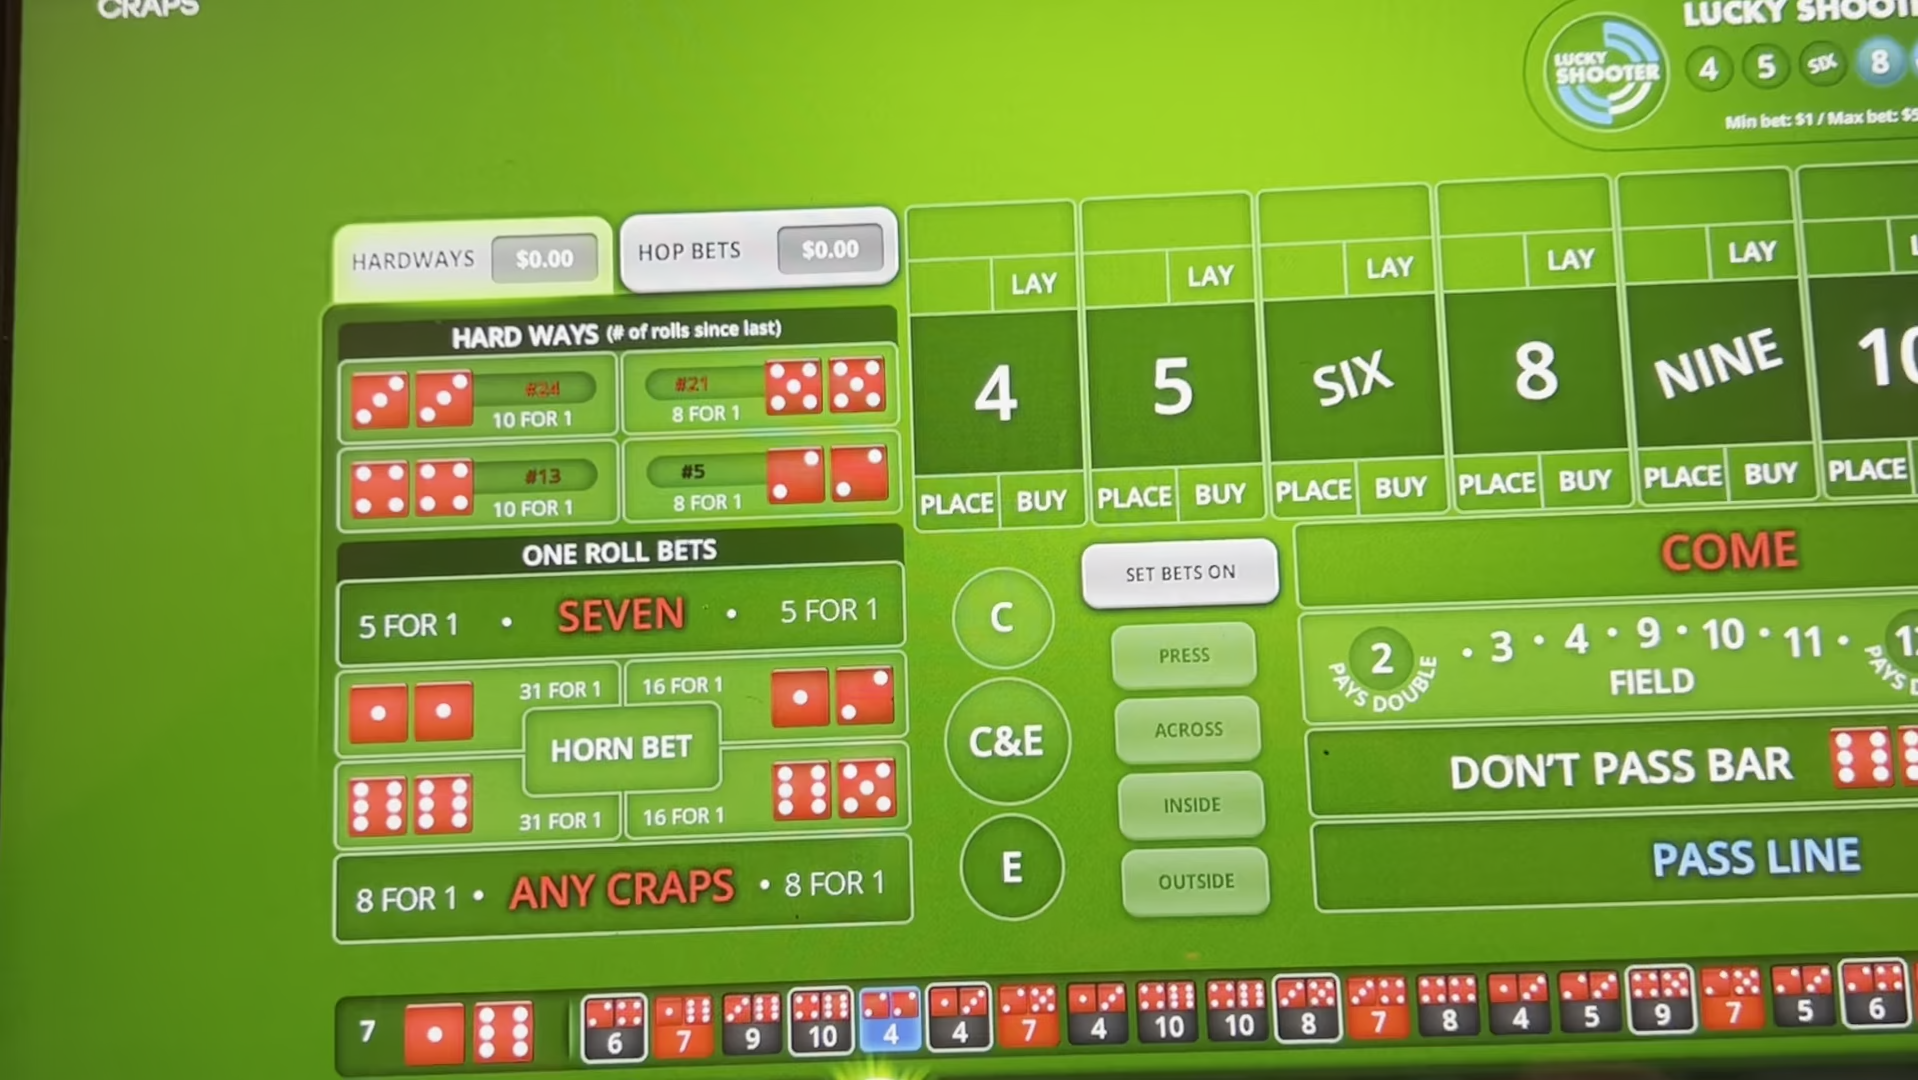 CRAPS
LUCKY SHOOT
LUCKY
SHOOTER
4 5 SIX 8
Min bet: $1 / Max bet: $5
HARDWAYS $0.00
HOP BETS $0.00
HARD WAYS (# of rolls since last)
#24
10 FOR 1
#21
8 FOR 1
#13
10 FOR 1
#5
8 FOR 1
LAY LAY LAY LAY LAY
4 5 SIX 8 NINE 10
PLACE BUY PLACE BUY PLACE BUY PLACE BUY PLACE BUY PLACE
ONE ROLL BETS
5 FOR 1 • SEVEN • 5 FOR 1
31 FOR 1
16 FOR 1
HORN BET
31 FOR 1
16 FOR 1
8 FOR 1 • ANY CRAPS • 8 FOR 1
C
C&E
E
SET BETS ON
PRESS
ACROSS
INSIDE
OUTSIDE
COME
2 • 3 • 4 • 9 • 10 • 11 •
PAYS DOUBLE
FIELD
PAYS
DON'T PASS BAR
PASS LINE
7
6 7 9 10 4 4 7 4 10 10 8 7 8 4 5 9 7 5 6